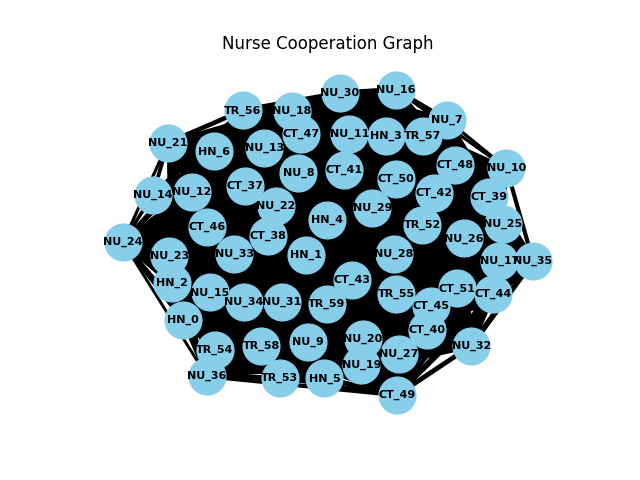 Nurse Cooperation Graph
NU_30
NU_16
TR_56
NU_18
NU_7
CT_47
NU_11
HN_3
TR_57
NU_21
HN_6
NU_13
CT_48
NU_10
NU_8
CT_41
CT_50
NU_14
NU_12
CT_37
CT_42
CT_39
NU_22
NU_29
HN_4
CT_46
TR_52
NU_25
CT_38
NU_26
NU_24
NU_23
NU_33
HN_1
NU_28
NU_17
NU_35
HN_2
CT_43
NU_15
CT_51
CT_44
NU_34
NU_31
TR_59
TR_55
CT_45
HN_0
CT_40
TR_54
TR_58
NU_9
NU_20
NU_27
NU_32
NU_19
NU_36
TR_53
HN_5
CT_49